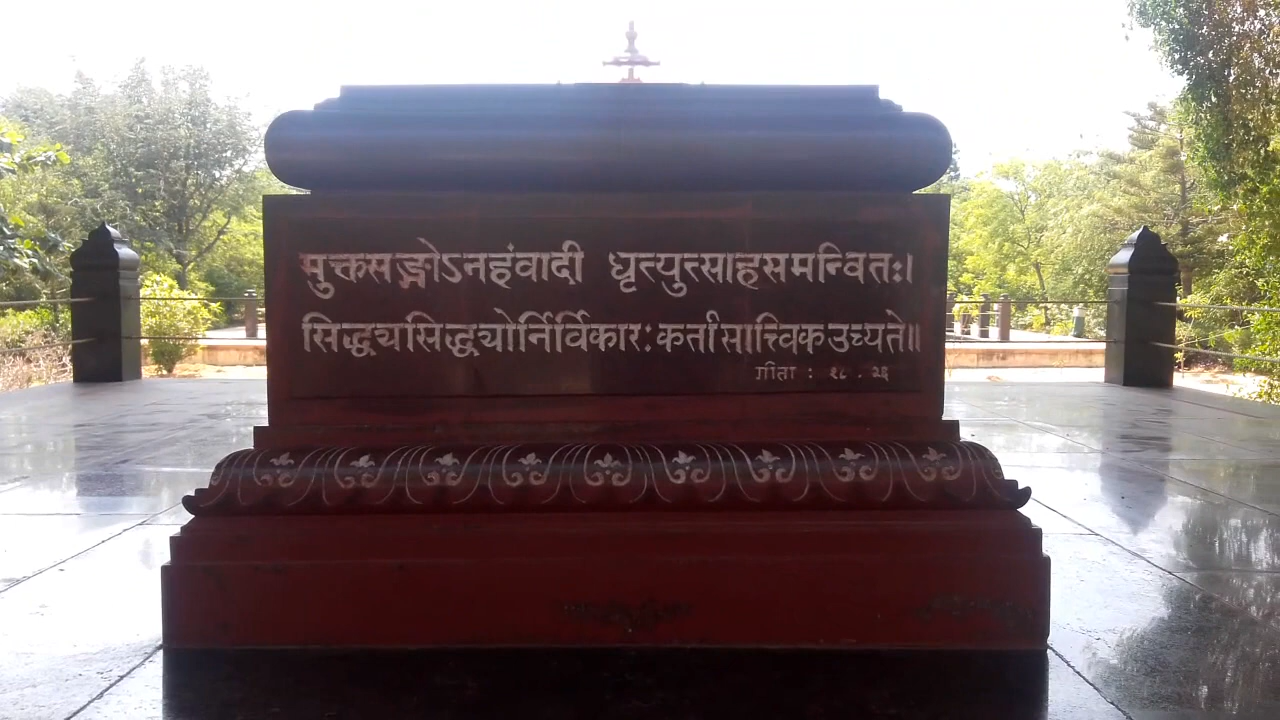 मुक्तसङ्गोऽनहंवादी धृत्युत्साहसमन्वितः।
सिद्ध्यसिद्ध्योर्निर्विकारः कर्ता सात्त्विक उच्यते॥
गीता : १८ . २६